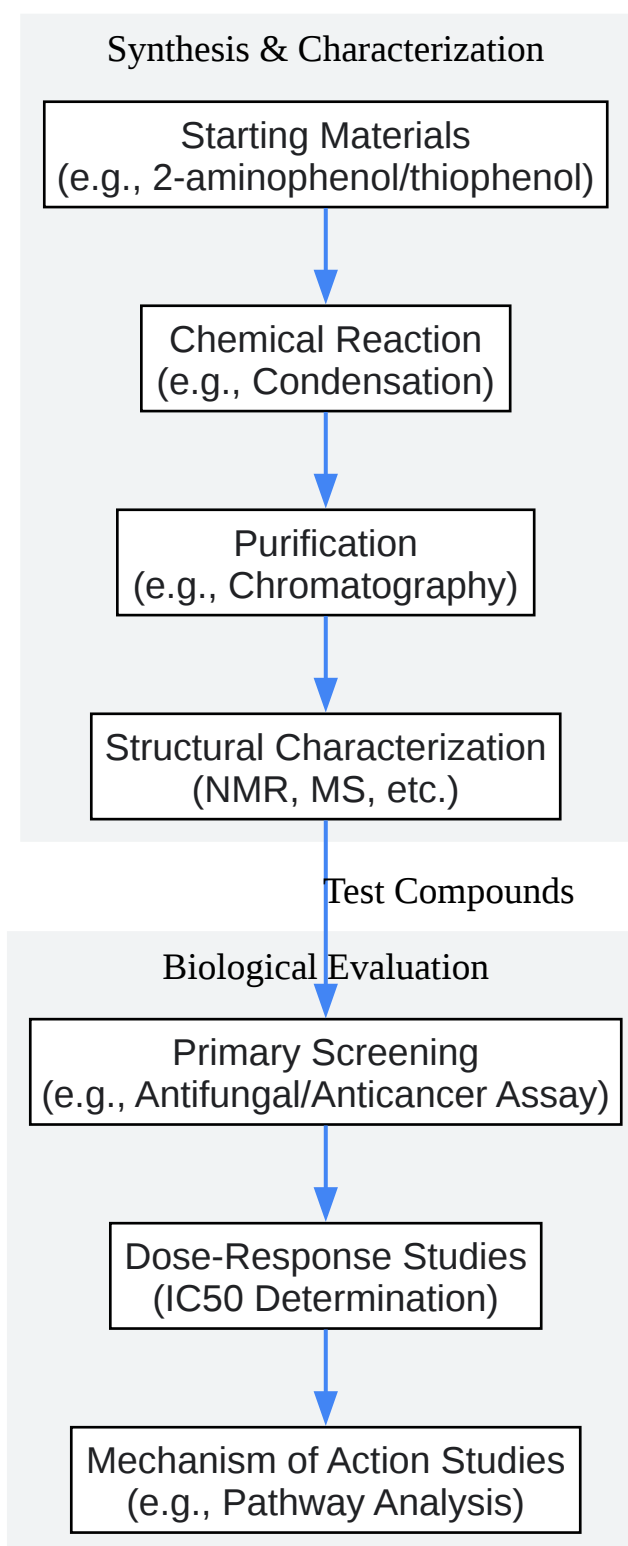 Synthesis & Characterization
Starting Materials
(e.g., 2-aminophenol/thiophenol)
Chemical Reaction
(e.g., Condensation)
Purification
(e.g., Chromatography)
Structural Characterization
(NMR, MS, etc.)
Test Compounds
Biological Evaluation
Primary Screening
(e.g., Antifungal/Anticancer Assay)
Dose-Response Studies
(IC50 Determination)
Mechanism of Action Studies
(e.g., Pathway Analysis)